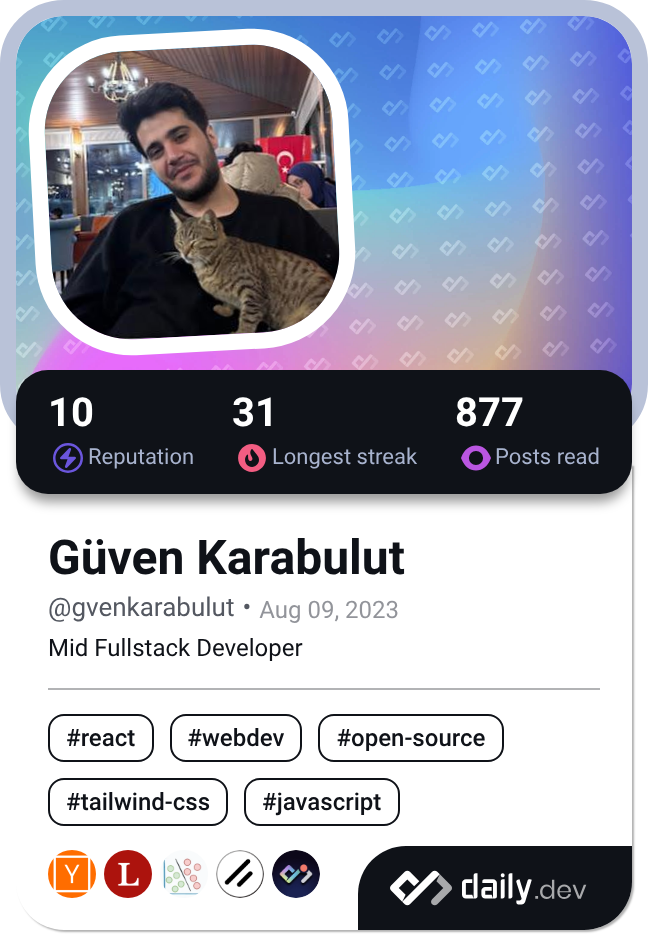 10 31 877
Reputation Longest streak Posts read
Güven Karabulut
@gvenkarabulut • Aug 09, 2023
Mid Fullstack Developer
#react #webdev #open-source
#tailwind-css #javascript
Y L
daily.dev